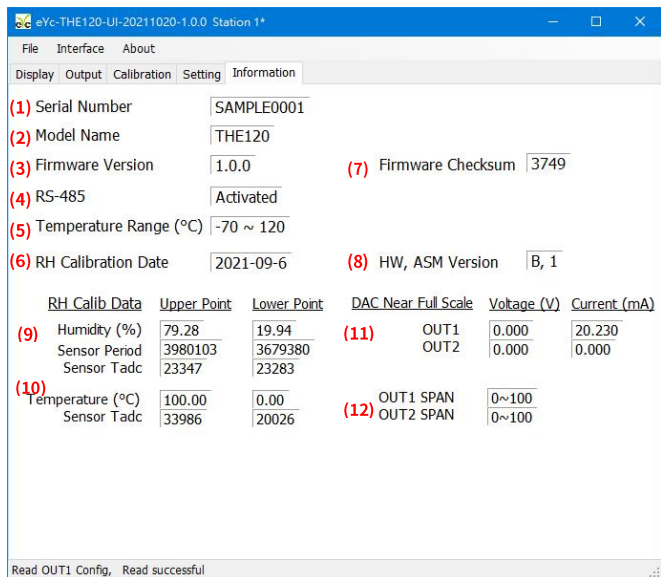 eYc eYc-THE120-UI-20211020-1.0.0 Station 1*
File Interface About
Display Output Calibration Setting Information
(1) Serial Number SAMPLE0001
(2) Model Name THE120
(3) Firmware Version 1.0.0 (7) Firmware Checksum 3749
(4) RS-485 Activated
(5) Temperature Range (°C) -70 ~ 120
(6) RH Calibration Date 2021-09-6 (8) HW, ASM Version B, 1
RH Calib Data Upper Point Lower Point DAC Near Full Scale Voltage (V) Current (mA)
(9) Humidity (%) 79.28 19.94 (11) OUT1 0.000 20.230
Sensor Period 3980103 3679380 OUT2 0.000 0.000
Sensor Tadc 23347 23283
(10) Temperature (°C) 100.00 0.00 (12) OUT1 SPAN 0~100
Sensor Tadc 33986 20026 OUT2 SPAN 0~100
Read OUT1 Config, Read successful